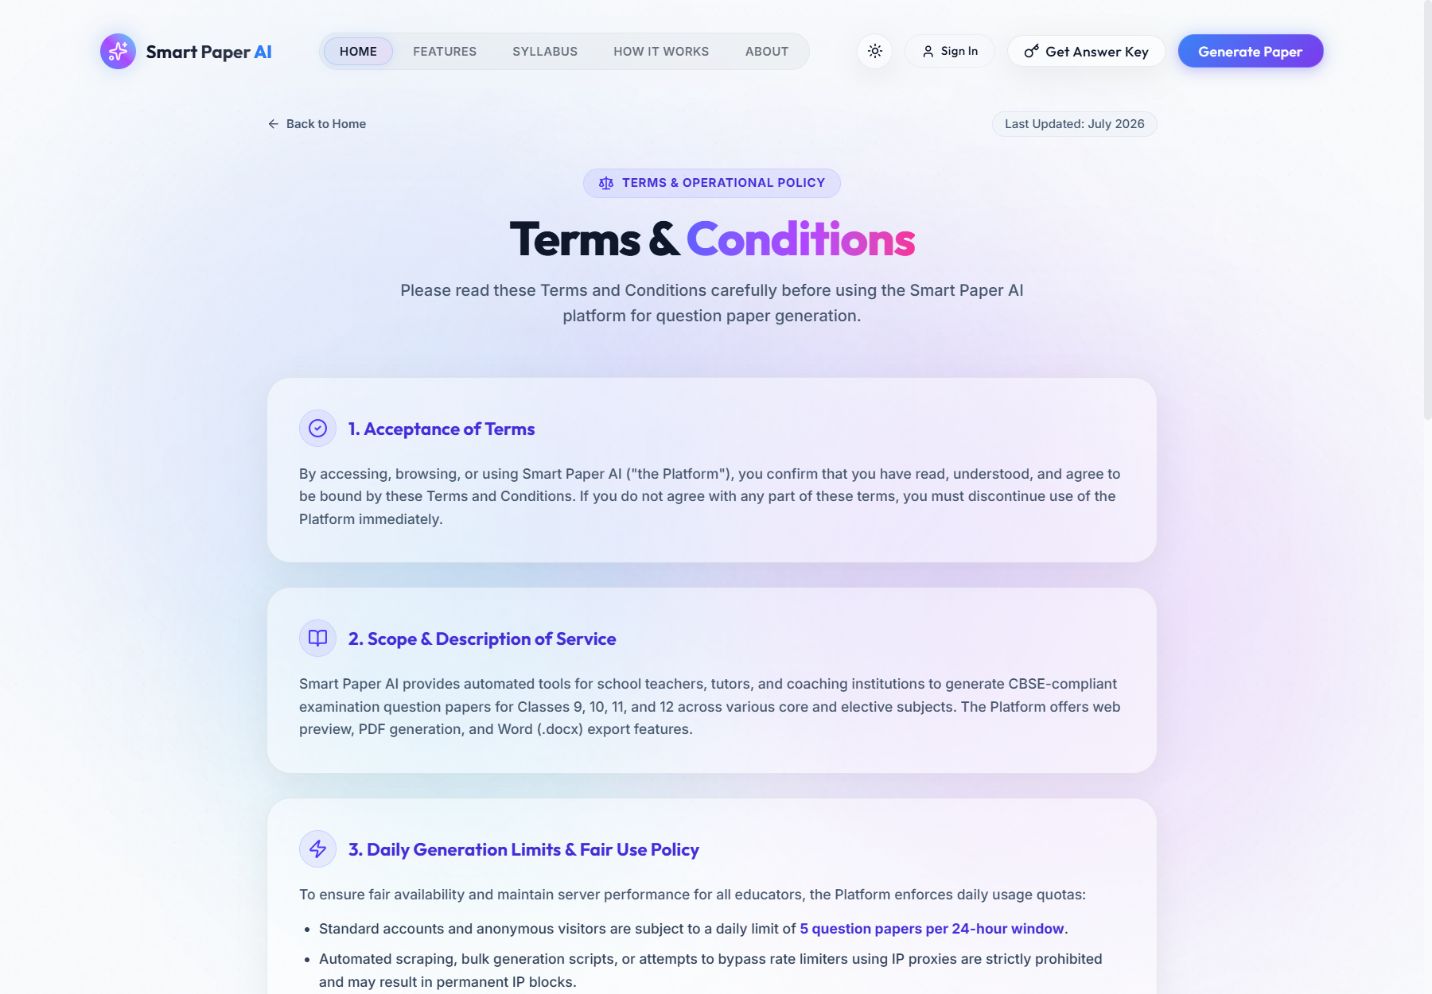 Smart Paper AI
HOME
FEATURES
SYLLABUS
HOW IT WORKS
ABOUT
Sign In
Get Answer Key
Generate Paper
Back to Home
Last Updated: July 2026
TERMS & OPERATIONAL POLICY
Terms & Conditions
Please read these Terms and Conditions carefully before using the Smart Paper AI
platform for question paper generation.
1. Acceptance of Terms
By accessing, browsing, or using Smart Paper AI ("the Platform"), you confirm that you have read, understood, and agree to
be bound by these Terms and Conditions. If you do not agree with any part of these terms, you must discontinue use of the
Platform immediately.
2. Scope & Description of Service
Smart Paper AI provides automated tools for school teachers, tutors, and coaching institutions to generate CBSE-compliant
examination question papers for Classes 9, 10, 11, and 12 across various core and elective subjects. The Platform offers web
preview, PDF generation, and Word (.docx) export features.
3. Daily Generation Limits & Fair Use Policy
To ensure fair availability and maintain server performance for all educators, the Platform enforces daily usage quotas:
• Standard accounts and anonymous visitors are subject to a daily limit of 5 question papers per 24-hour window.
• Automated scraping, bulk generation scripts, or attempts to bypass rate limiters using IP proxies are strictly prohibited
and may result in permanent IP blocks.